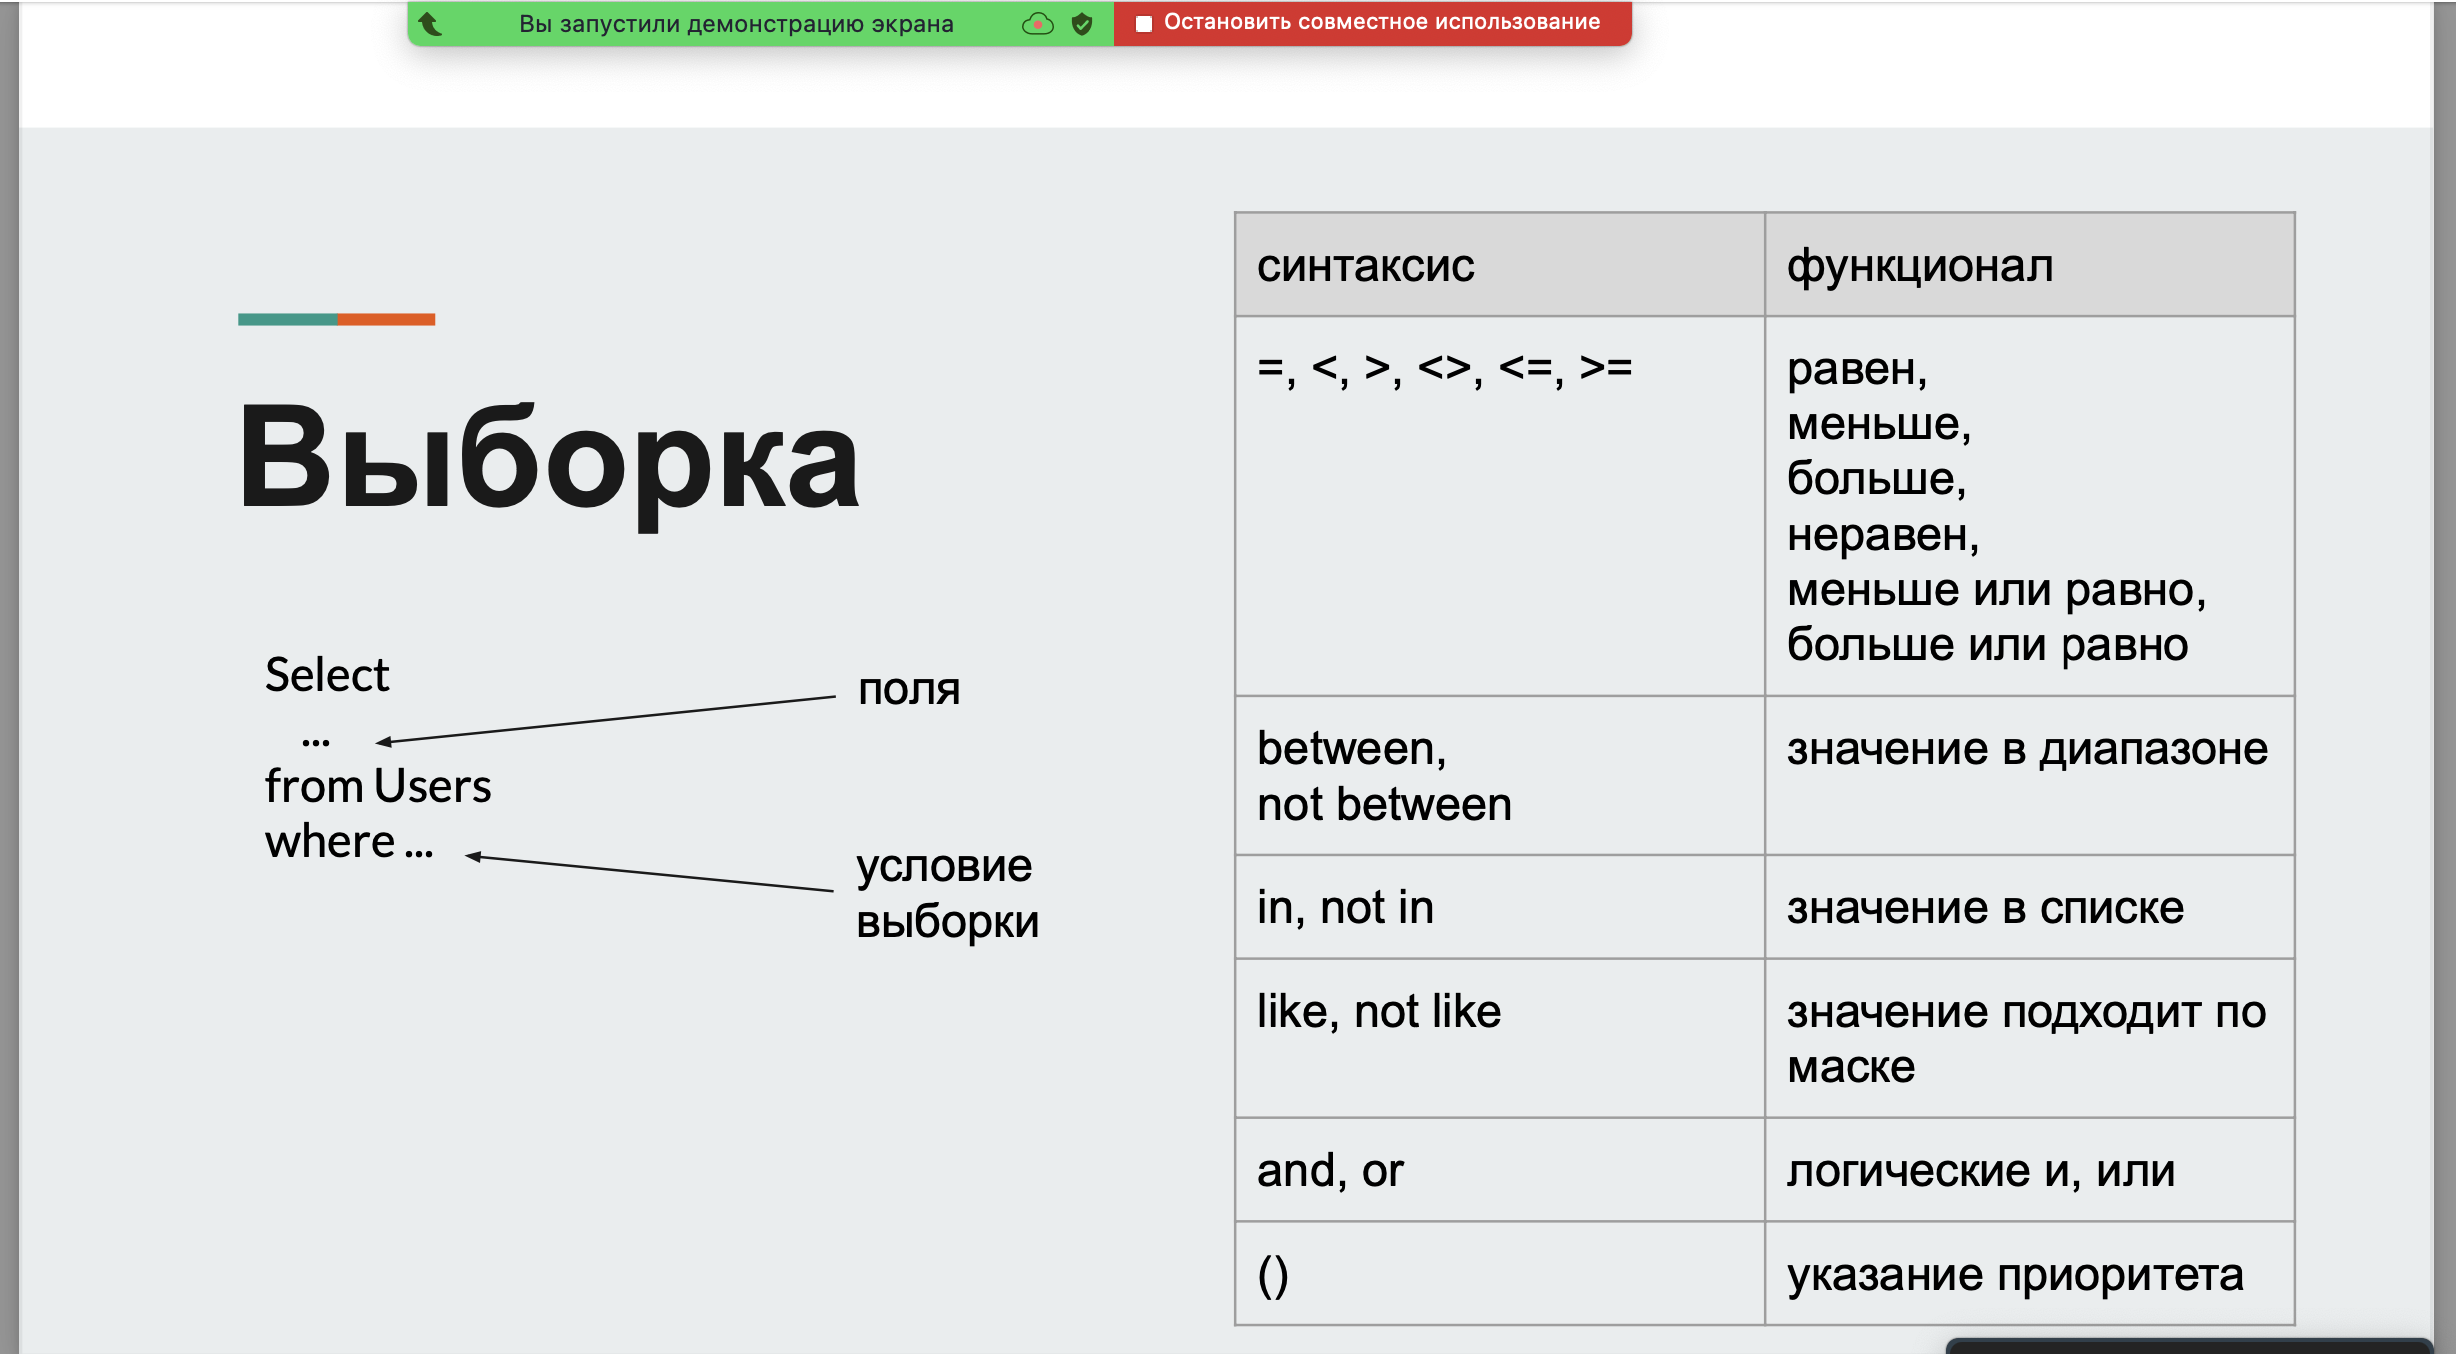 Вы запустили демонстрацию экрана
Остановить совместное использование
Выборка
Select
...
from Users
where ...
поля
условие
выборки
синтаксис
функционал
=, <, >, <>, <=, >=
равен,
меньше,
больше,
неравен,
меньше или равно,
больше или равно
between,
not between
значение в диапазоне
in, not in
значение в списке
like, not like
значение подходит по
маске
and, or
логические и, или
()
указание приоритета